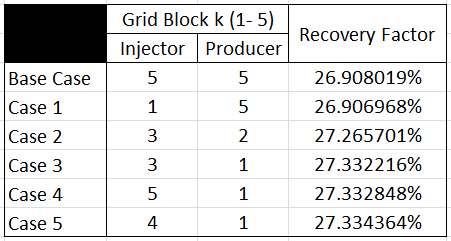 Grid Block k (1- 5) Recovery Factor
Injector Producer
Base Case 5 5 26.908019%
Case 1 1 5 26.906968%
Case 2 3 2 27.265701%
Case 3 3 1 27.332216%
Case 4 5 1 27.332848%
Case 5 4 1 27.334364%